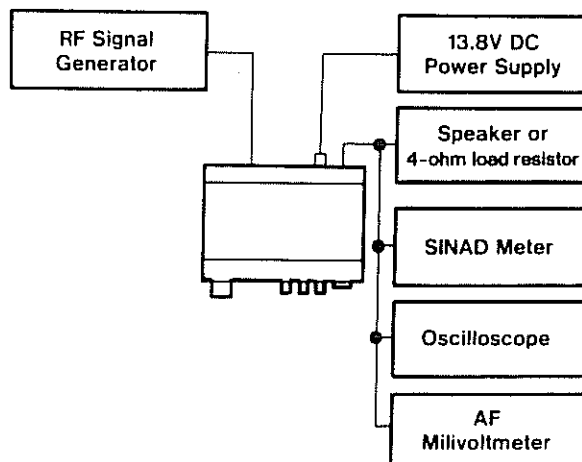 RF Signal
Generator
13.8V DC
Power Supply
Speaker or
4-ohm load resistor
SINAD Meter
Oscilloscope
AF
Milivoltmeter